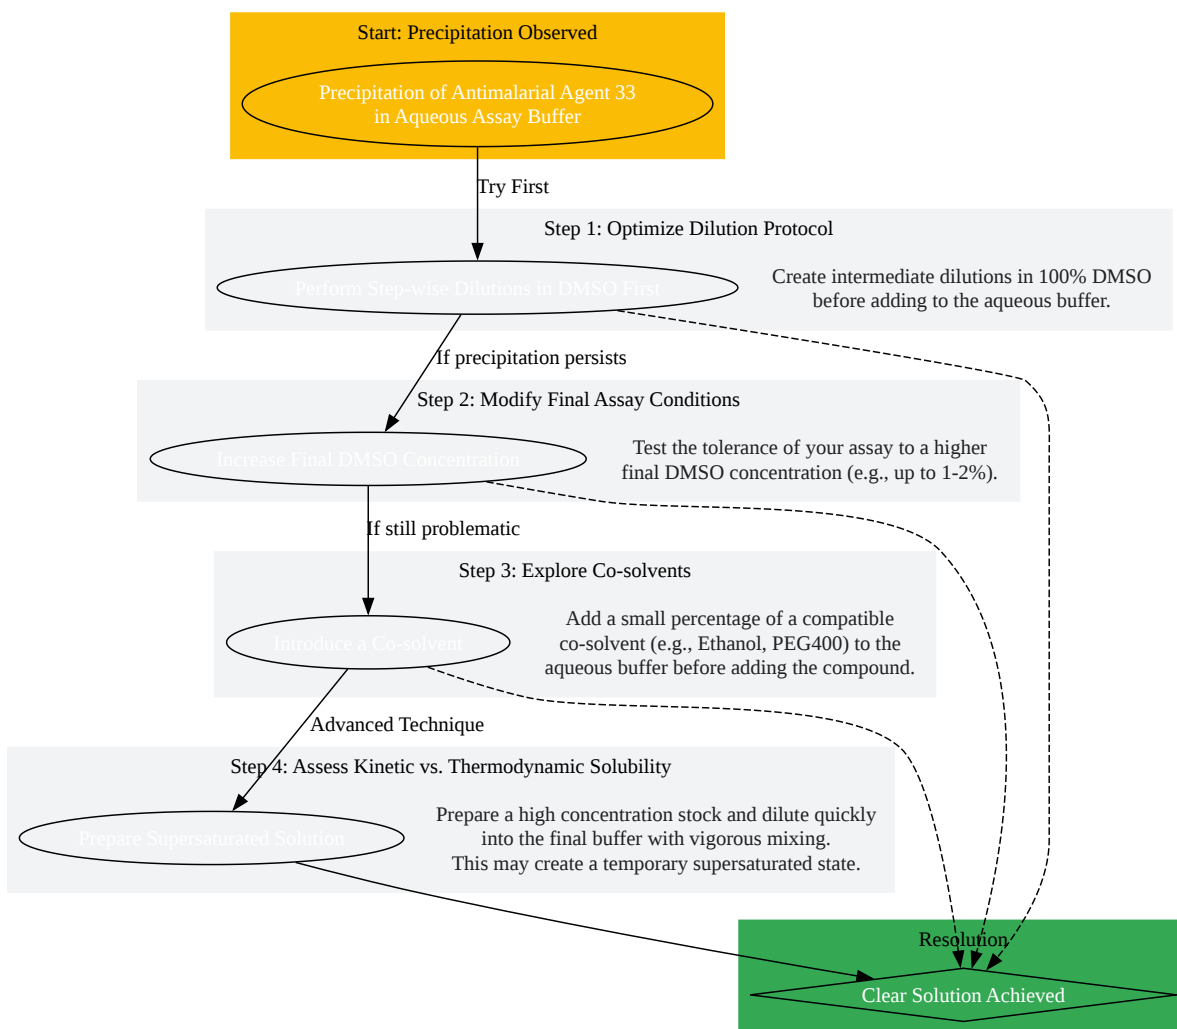 Start: Precipitation Observed
Precipitation of Antimalarial Agent 33
in Aqueous Assay Buffer
Try First
Step 1: Optimize Dilution Protocol
Perform Step-wise Dilutions in DMSO First
Create intermediate dilutions in 100% DMSO
before adding to the aqueous buffer.
If precipitation persists
Step 2: Modify Final Assay Conditions
Increase Final DMSO Concentration
Test the tolerance of your assay to a higher
final DMSO concentration (e.g., up to 1-2%).
If still problematic
Step 3: Explore Co-solvents
Introduce a Co-solvent
Add a small percentage of a compatible
co-solvent (e.g., Ethanol, PEG400) to the
aqueous buffer before adding the compound.
Advanced Technique
Step 4: Assess Kinetic vs. Thermodynamic Solubility
Prepare Supersaturated Solution
Prepare a high concentration stock and dilute quickly
into the final buffer with vigorous mixing.
This may create a temporary supersaturated state.
Resolution
Clear Solution Achieved